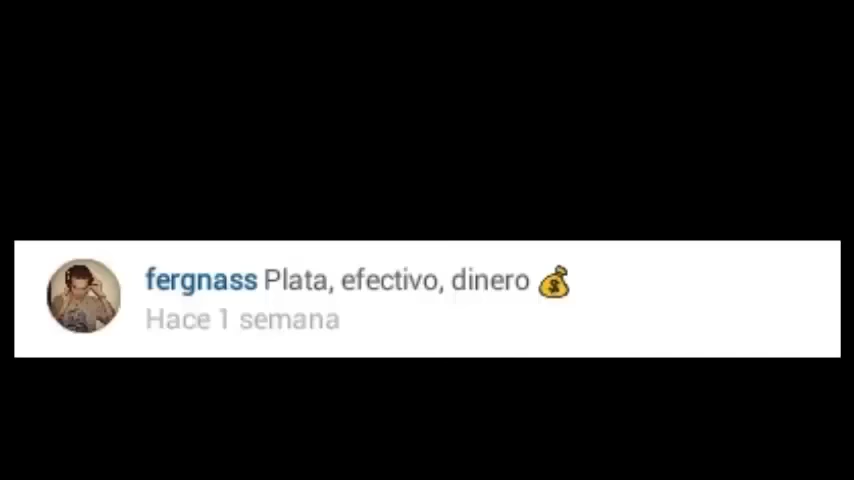 fergnass Plata, efectivo, dinero 💰
Hace 1 semana